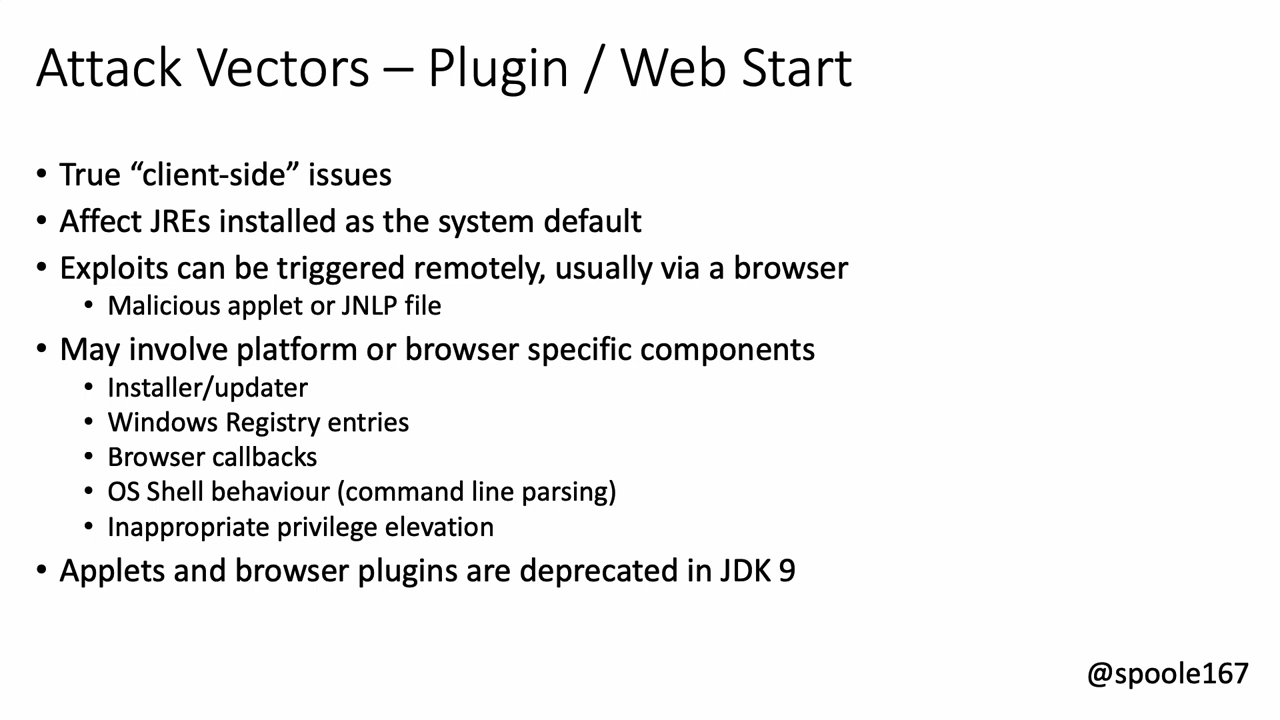 Attack Vectors – Plugin / Web Start
• True “client-side” issues
• Affect JREs installed as the system default
• Exploits can be triggered remotely, usually via a browser
• Malicious applet or JNLP file
• May involve platform or browser specific components
• Installer/updater
• Windows Registry entries
• Browser callbacks
• OS Shell behaviour (command line parsing)
• Inappropriate privilege elevation
• Applets and browser plugins are deprecated in JDK 9
@spoole167